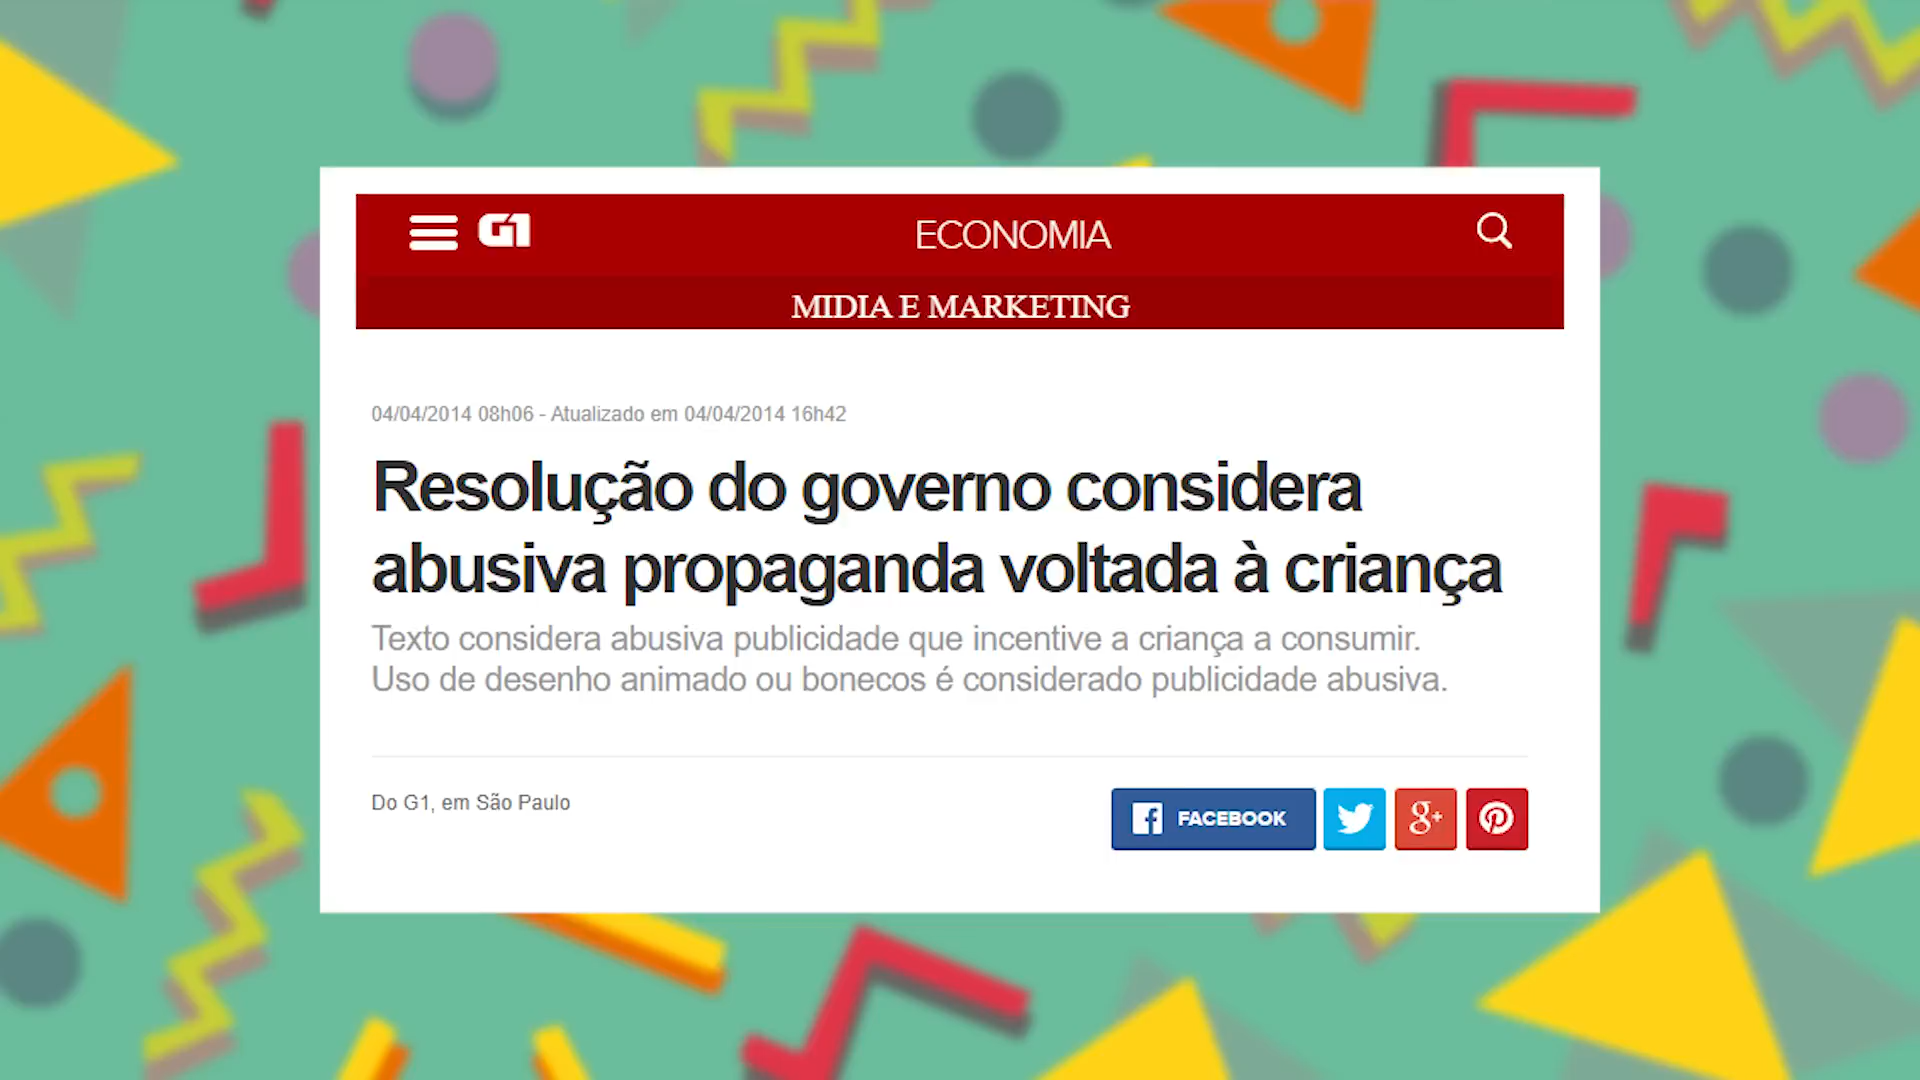 G1
ECONOMIA
MIDIA E MARKETING
04/04/2014 08h06 - Atualizado em 04/04/2014 16h42
Resolução do governo considera
abusiva propaganda voltada à criança
Texto considera abusiva publicidade que incentive a criança a consumir.
Uso de desenho animado ou bonecos é considerado publicidade abusiva.
Do G1, em São Paulo
FACEBOOK
g+